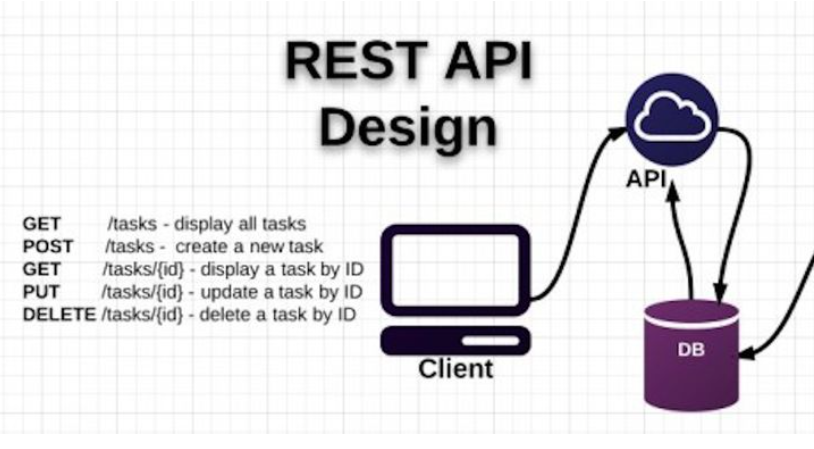 REST API
Design
API
GET /tasks - display all tasks
POST /tasks - create a new task
GET /tasks/{id} - display a task by ID
PUT /tasks/{id} - update a task by ID
DELETE /tasks/{id} - delete a task by ID
DB
Client